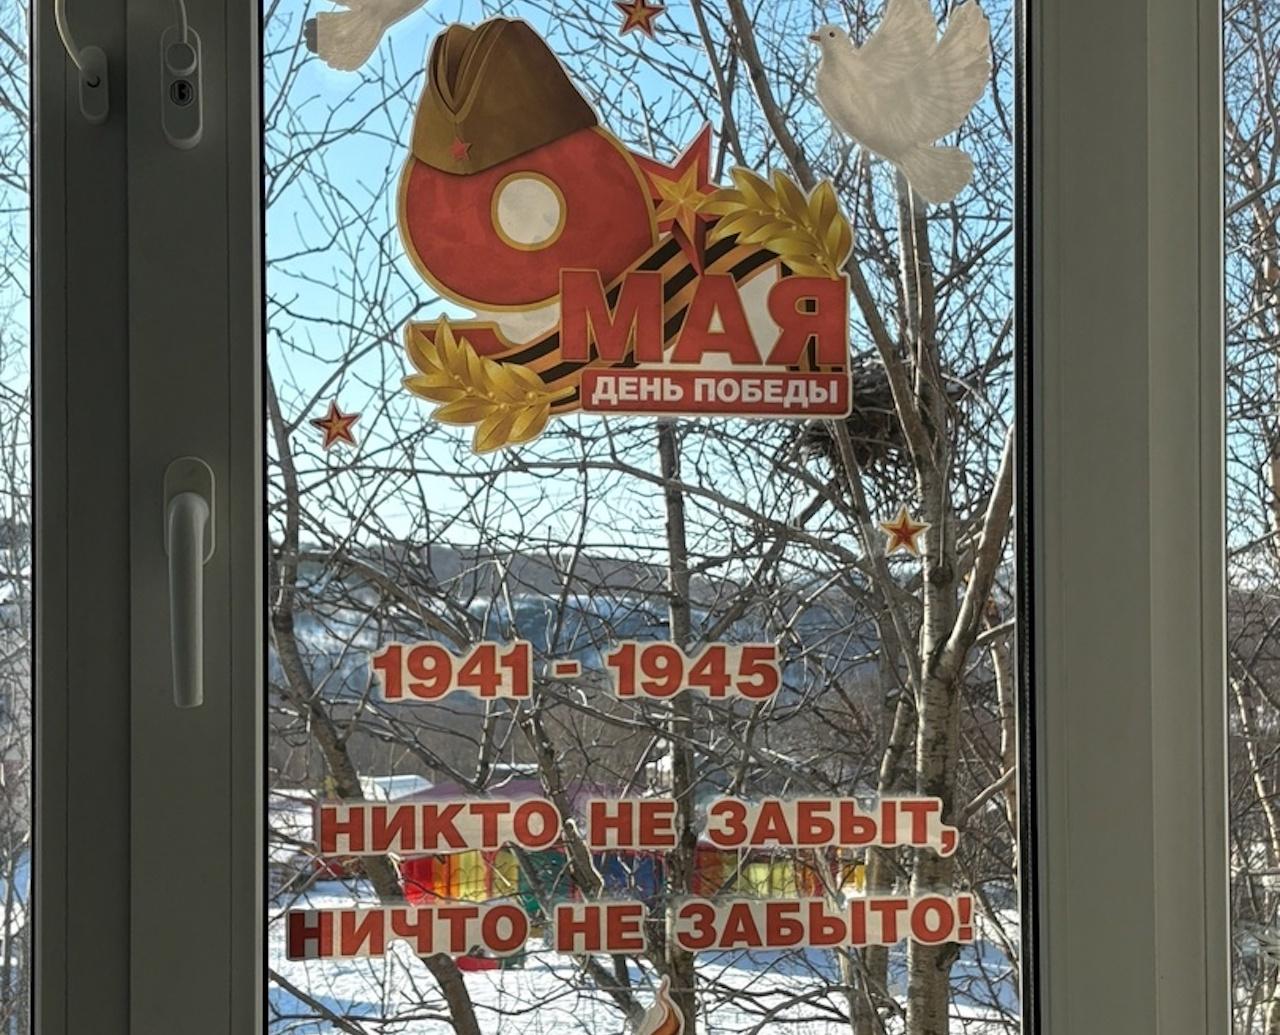 9
МАЯ
ДЕНЬ ПОБЕДЫ
1941 - 1945
НИКТО НЕ ЗАБЫТ,
НИЧТО НЕ ЗАБЫТО!